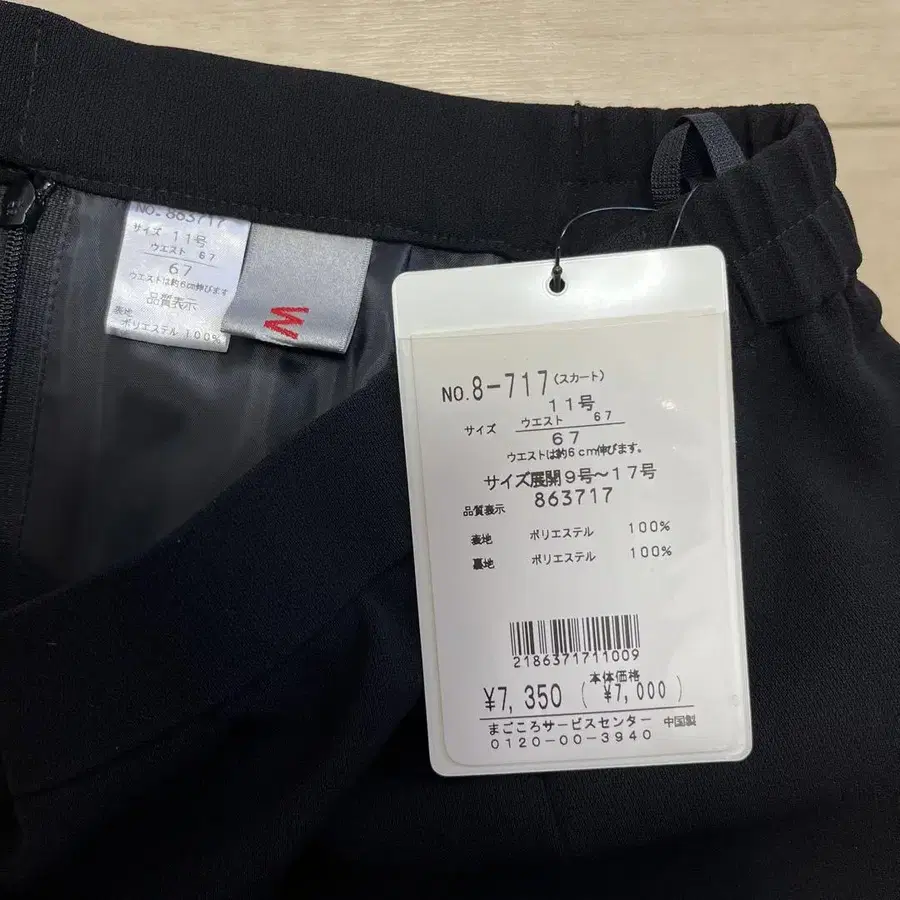 NO. 863717
サイズ 11号
ウエスト 67
67
ウエストは約6cm伸びます
品質表示
表地
ポリエステル 100%
M
NO.8-717(スカート)
11号
サイズ ウエスト 67
67
ウエストは約6cm伸びます。
サイズ展開9号~17号
863717
品質表示
表地 ポリエステル 100%
裏地 ポリエステル 100%
2186371711009
本体価格
¥7,350 ( ¥7,000 )
まごころサービスセンター 中国製
0120-00-3940